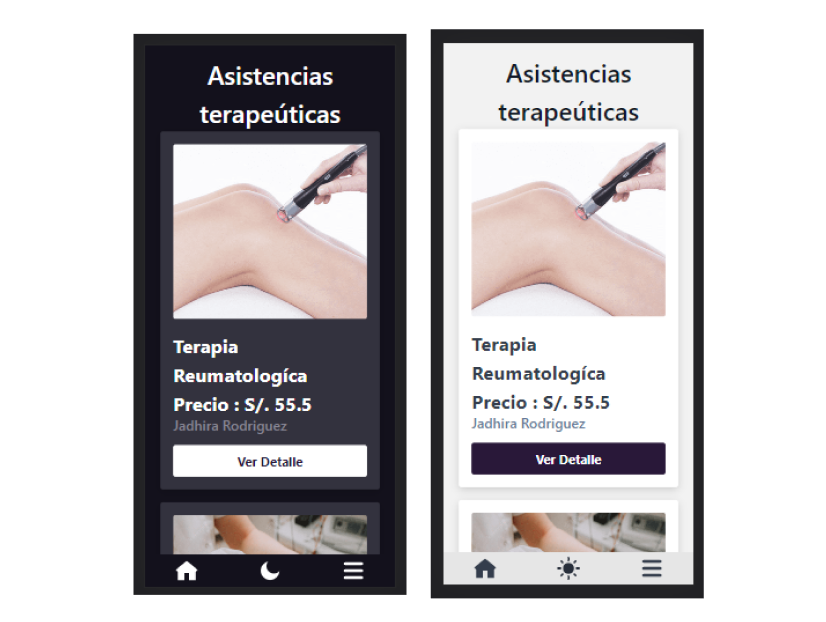 Asistencias
terapeúticas
Terapia
Reumatologíca
Precio : S/. 55.5
Jadhira Rodriguez
Ver Detalle
Asistencias
terapeúticas
Terapia
Reumatologíca
Precio : S/. 55.5
Jadhira Rodriguez
Ver Detalle